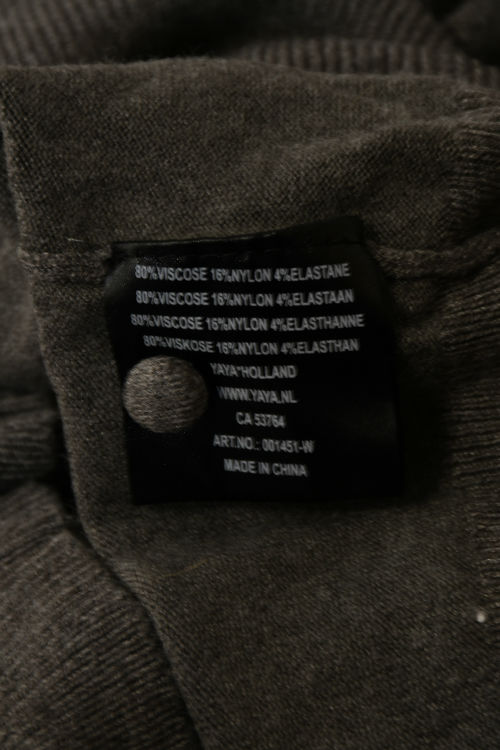 80%VISCOSE 16%NYLON 4%ELASTANE
80%VISCOSE 16%NYLON 4%ELASTAAN
80%VISCOSE 16%NYLON 4%ELASTHANNE
80%VISKOSE 16%NYLON 4%ELASTHAN
YAYA*HOLLAND
WWW.YAYA.NL
CA 53764
ART.NO.: 001451-W
MADE IN CHINA